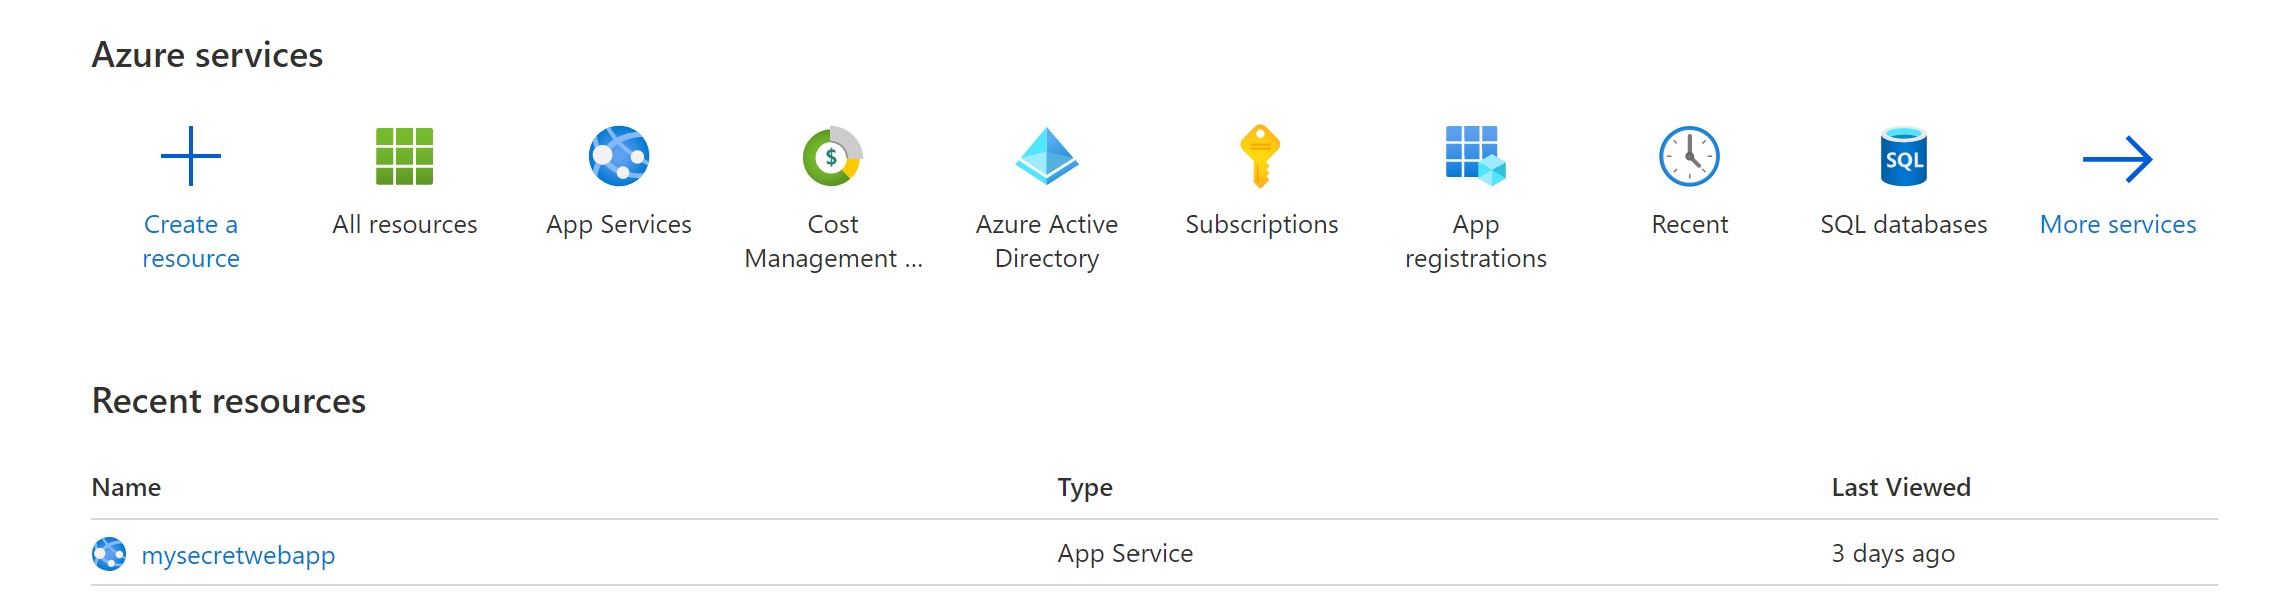 Azure services
$
SQL
Create a
resource
All resources
App Services
Cost
Management ...
Azure Active
Directory
Subscriptions
App
registrations
Recent
SQL databases
More services
Recent resources
Name Type Last Viewed
mysecretwebapp App Service 3 days ago